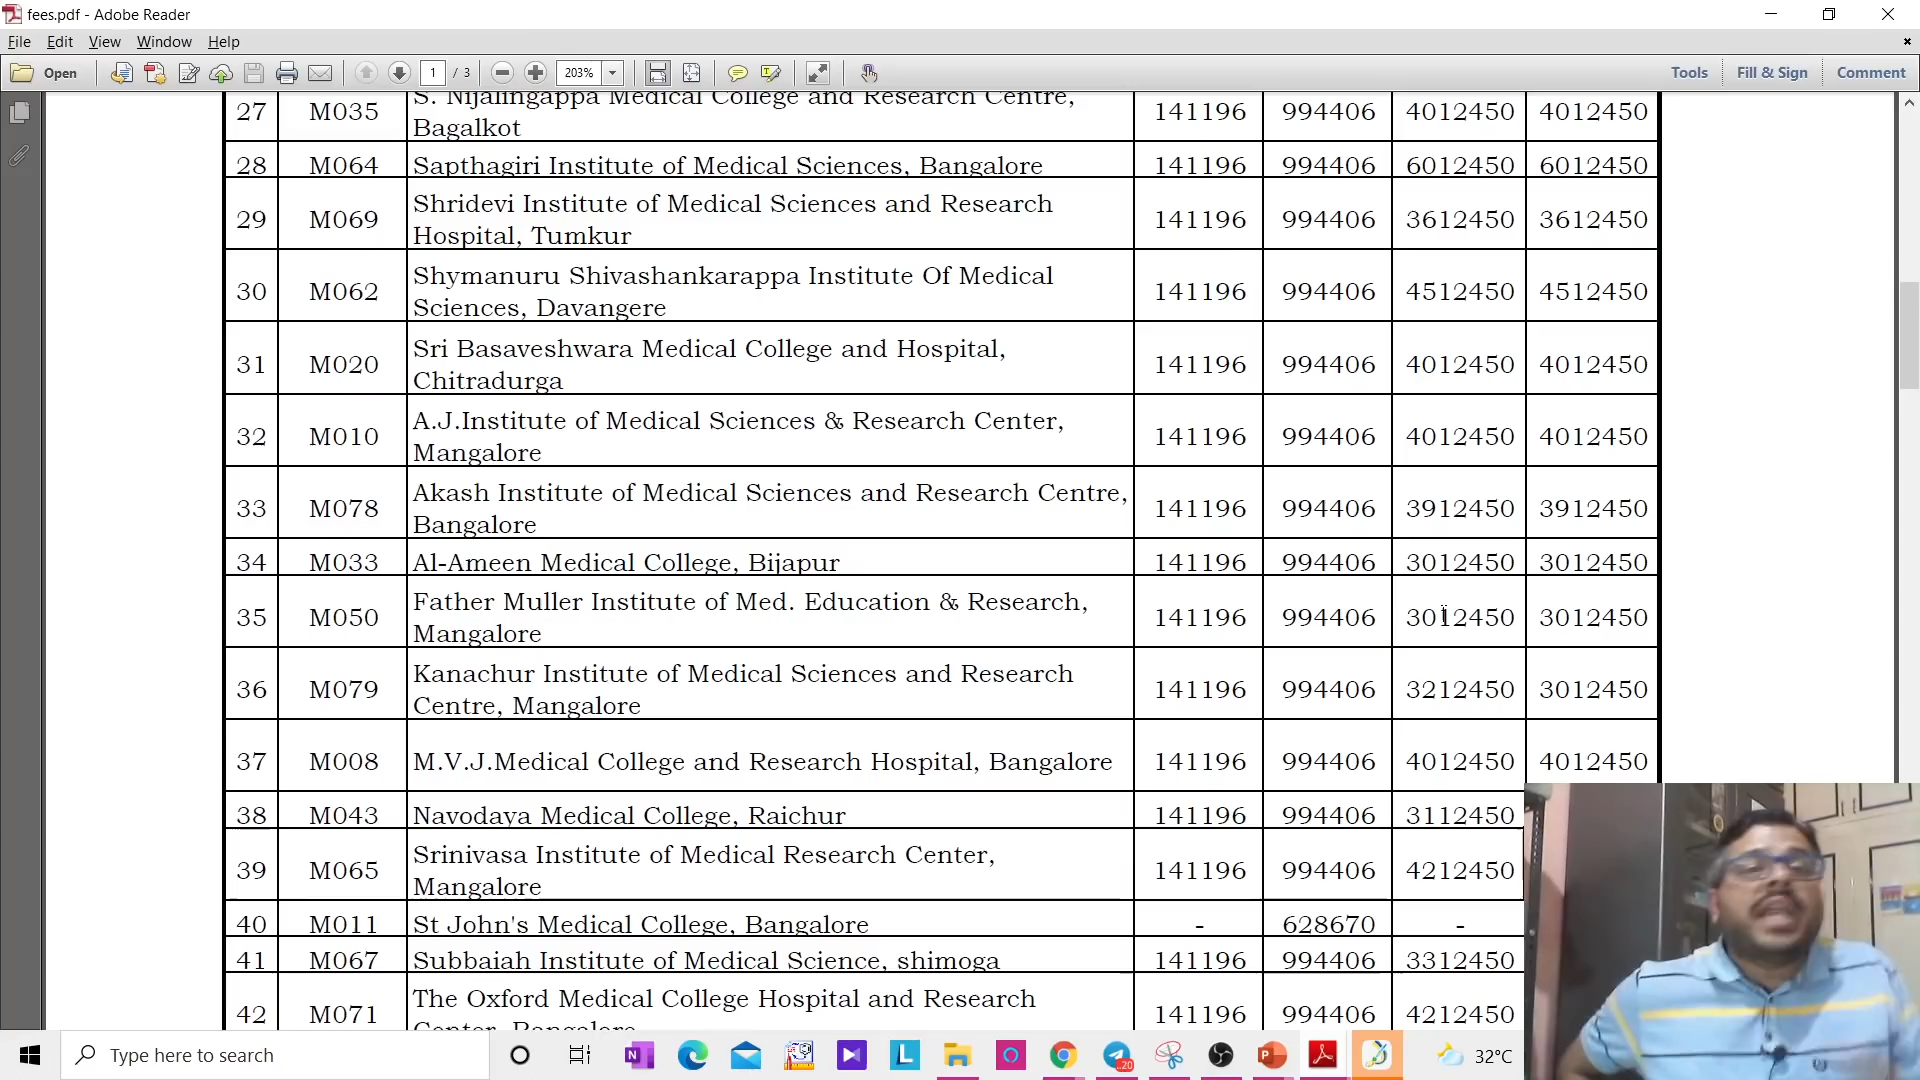 fees.pdf - Adobe Reader
File Edit View Window Help
Open 1 / 3 203% Tools Fill & Sign Comment
27 M035 S. Nijalingappa Medical College and Research Centre, Bagalkot 141196 994406 4012450 4012450
28 M064 Sapthagiri Institute of Medical Sciences, Bangalore 141196 994406 6012450 6012450
29 M069 Shridevi Institute of Medical Sciences and Research Hospital, Tumkur 141196 994406 3612450 3612450
30 M062 Shymanuru Shivashankarappa Institute Of Medical Sciences, Davangere 141196 994406 4512450 4512450
31 M020 Sri Basaveshwara Medical College and Hospital, Chitradurga 141196 994406 4012450 4012450
32 M010 A.J.Institute of Medical Sciences & Research Center, Mangalore 141196 994406 4012450 4012450
33 M078 Akash Institute of Medical Sciences and Research Centre, Bangalore 141196 994406 3912450 3912450
34 M033 Al-Ameen Medical College, Bijapur 141196 994406 3012450 3012450
35 M050 Father Muller Institute of Med. Education & Research, Mangalore 141196 994406 3012450 3012450
36 M079 Kanachur Institute of Medical Sciences and Research Centre, Mangalore 141196 994406 3212450 3012450
37 M008 M.V.J.Medical College and Research Hospital, Bangalore 141196 994406 4012450 4012450
38 M043 Navodaya Medical College, Raichur 141196 994406 3112450
39 M065 Srinivasa Institute of Medical Research Center, Mangalore 141196 994406 4212450
40 M011 St John's Medical College, Bangalore - 628670 -
41 M067 Subbaiah Institute of Medical Science, shimoga 141196 994406 3312450
42 M071 The Oxford Medical College Hospital and Research Center, Bangalore 141196 994406 4212450
Type here to search 32°C